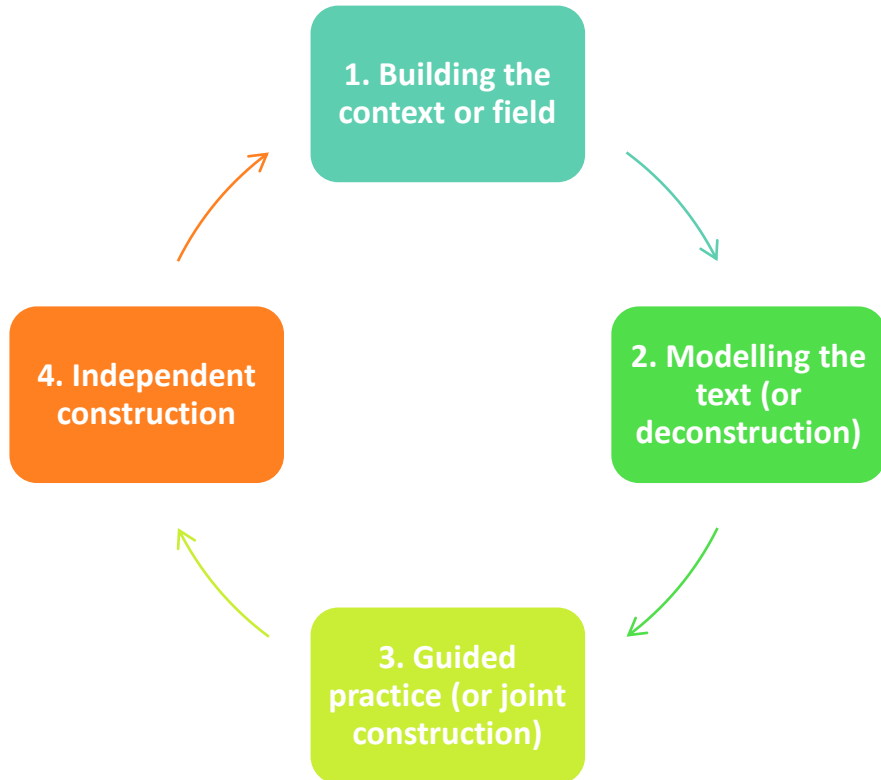 1. Building the
context or field
2. Modelling the
text (or
deconstruction)
3. Guided
practice (or joint
construction)
4. Independent
construction